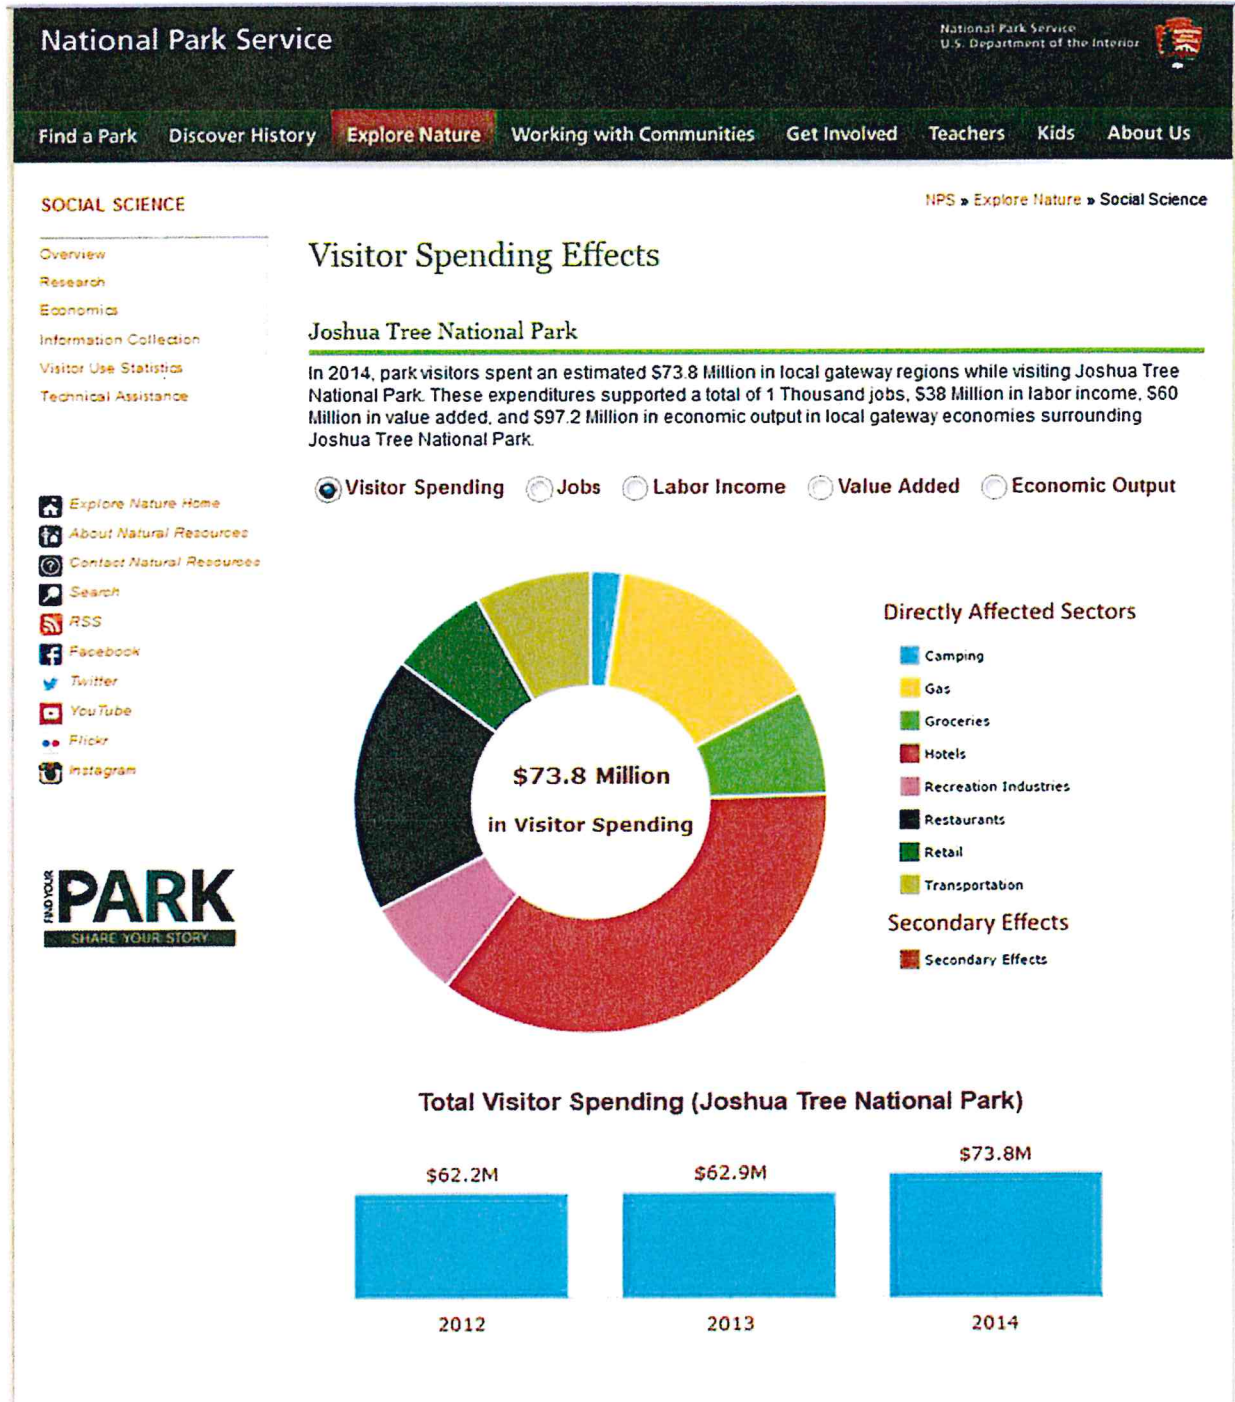 National Park Service
National Park Service
U.S. Department of the Interior
Find a Park Discover History Explore Nature Working with Communities Get Involved Teachers Kids About Us
SOCIAL SCIENCE
NPS » Explore Nature » Social Science
Overview
Research
Economics
Information Collection
Visitor Use Statistics
Technical Assistance
Explore Nature Home
About Natural Resources
Contact Natural Resources
Search
RSS
Facebook
Twitter
YouTube
Flickr
Instagram
FIND YOUR
PARK
SHARE YOUR STORY
Visitor Spending Effects
Joshua Tree National Park
In 2014, park visitors spent an estimated $73.8 Million in local gateway regions while visiting Joshua Tree
National Park. These expenditures supported a total of 1 Thousand jobs, $38 Million in labor income, $60
Million in value added, and $97.2 Million in economic output in local gateway economies surrounding
Joshua Tree National Park.
Visitor Spending Jobs Labor Income Value Added Economic Output
$73.8 Million
in Visitor Spending
Directly Affected Sectors
Camping
Gas
Groceries
Hotels
Recreation Industries
Restaurants
Retail
Transportation
Secondary Effects
Secondary Effects
Total Visitor Spending (Joshua Tree National Park)
$62.2M $62.9M $73.8M
2012 2013 2014